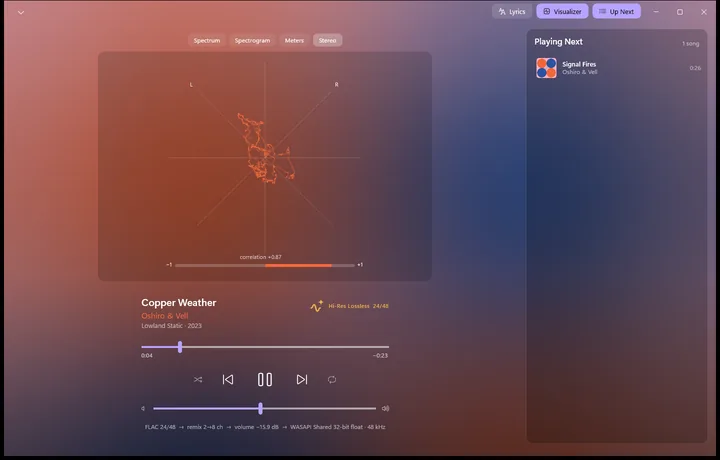 Lyrics
Visualizer
Up Next
Spectrum
Spectrogram
Meters
Stereo
L
R
correlation +0.87
−1
+1
Copper Weather
Oshiro & Vell
Lowland Static · 2023
Hi-Res Lossless 24/48
0:04
−0:23
FLAC 24/48 → remix 2→8 ch → volume −15.9 dB → WASAPI Shared 32-bit float · 48 kHz
Playing Next
1 song
Signal Fires
Oshiro & Vell
0:26